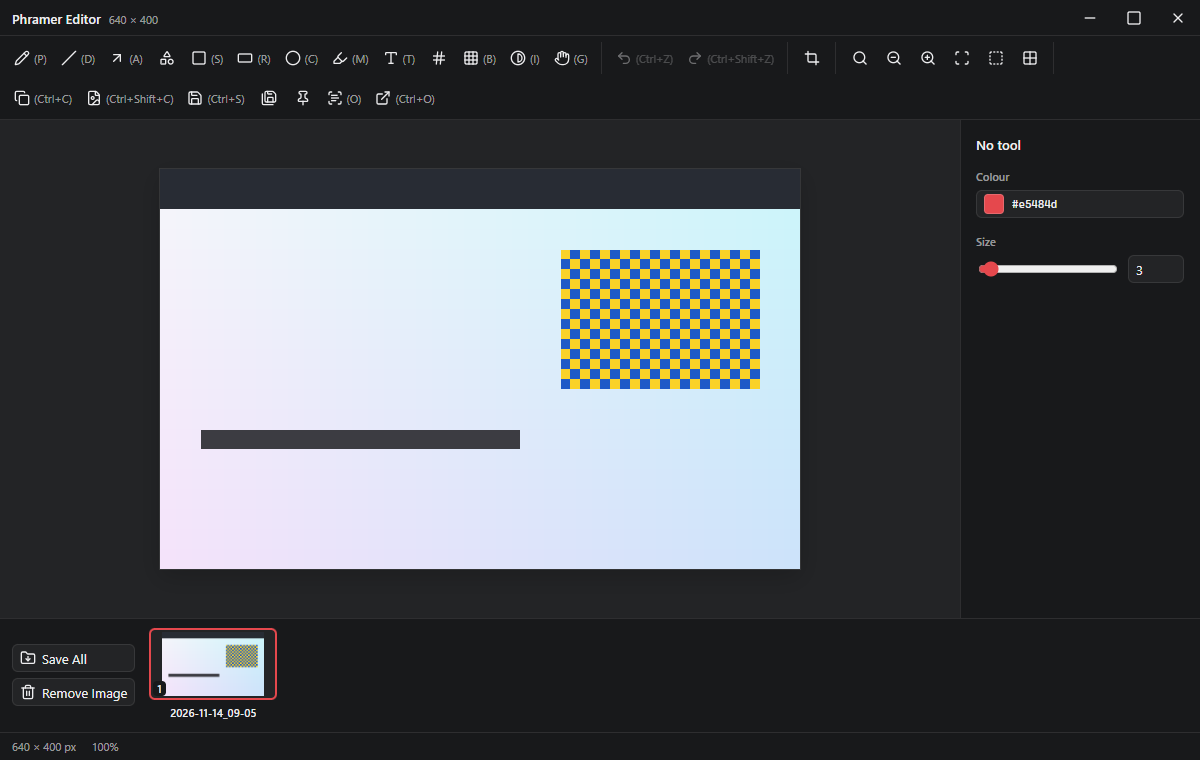 Phramer Editor 640 × 400
(P) (D) (A) (S) (R) (C) (M) (T) (B) (I) (G) (Ctrl+Z) (Ctrl+Shift+Z)
(Ctrl+C) (Ctrl+Shift+C) (Ctrl+S) (O) (Ctrl+O)
No tool
Colour
#e5484d
Size
3
Save All
Remove Image
1
2026-11-14_09-05
640 × 400 px 100%